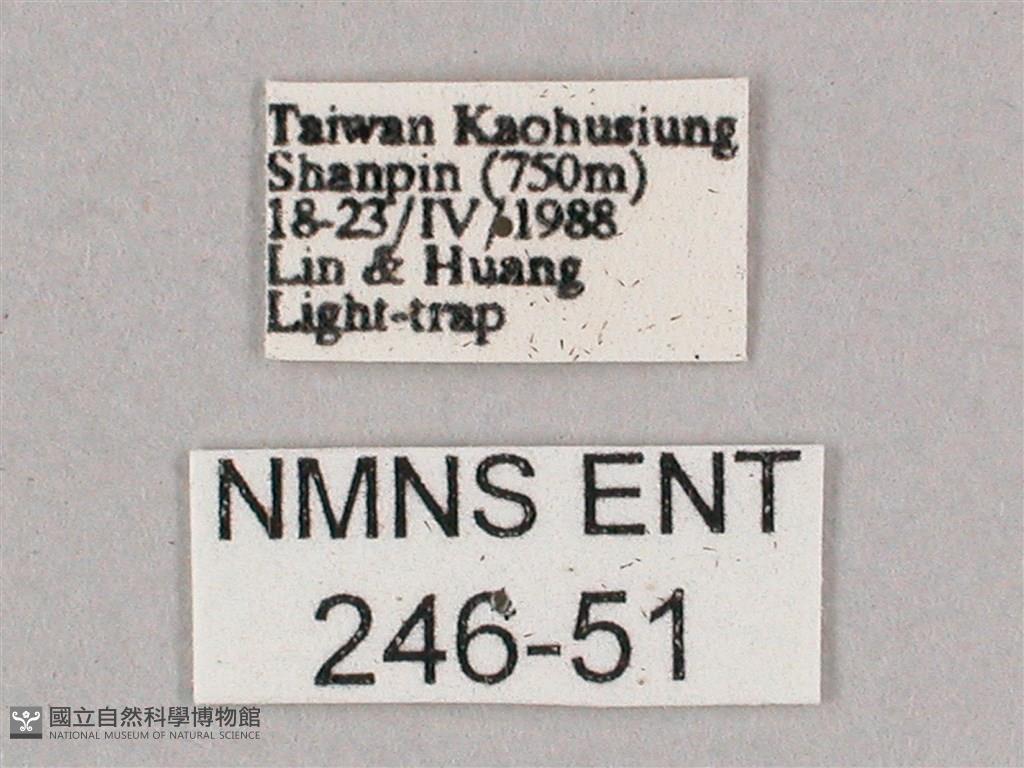 Taiwan Kaohusiung
Shanpin (750m)
18-23/IV/1988
Lin & Huang
Light-trap
NMNS ENT
246-51
國立自然科學博物館
NATIONAL MUSEUM OF NATURAL SCIENCE